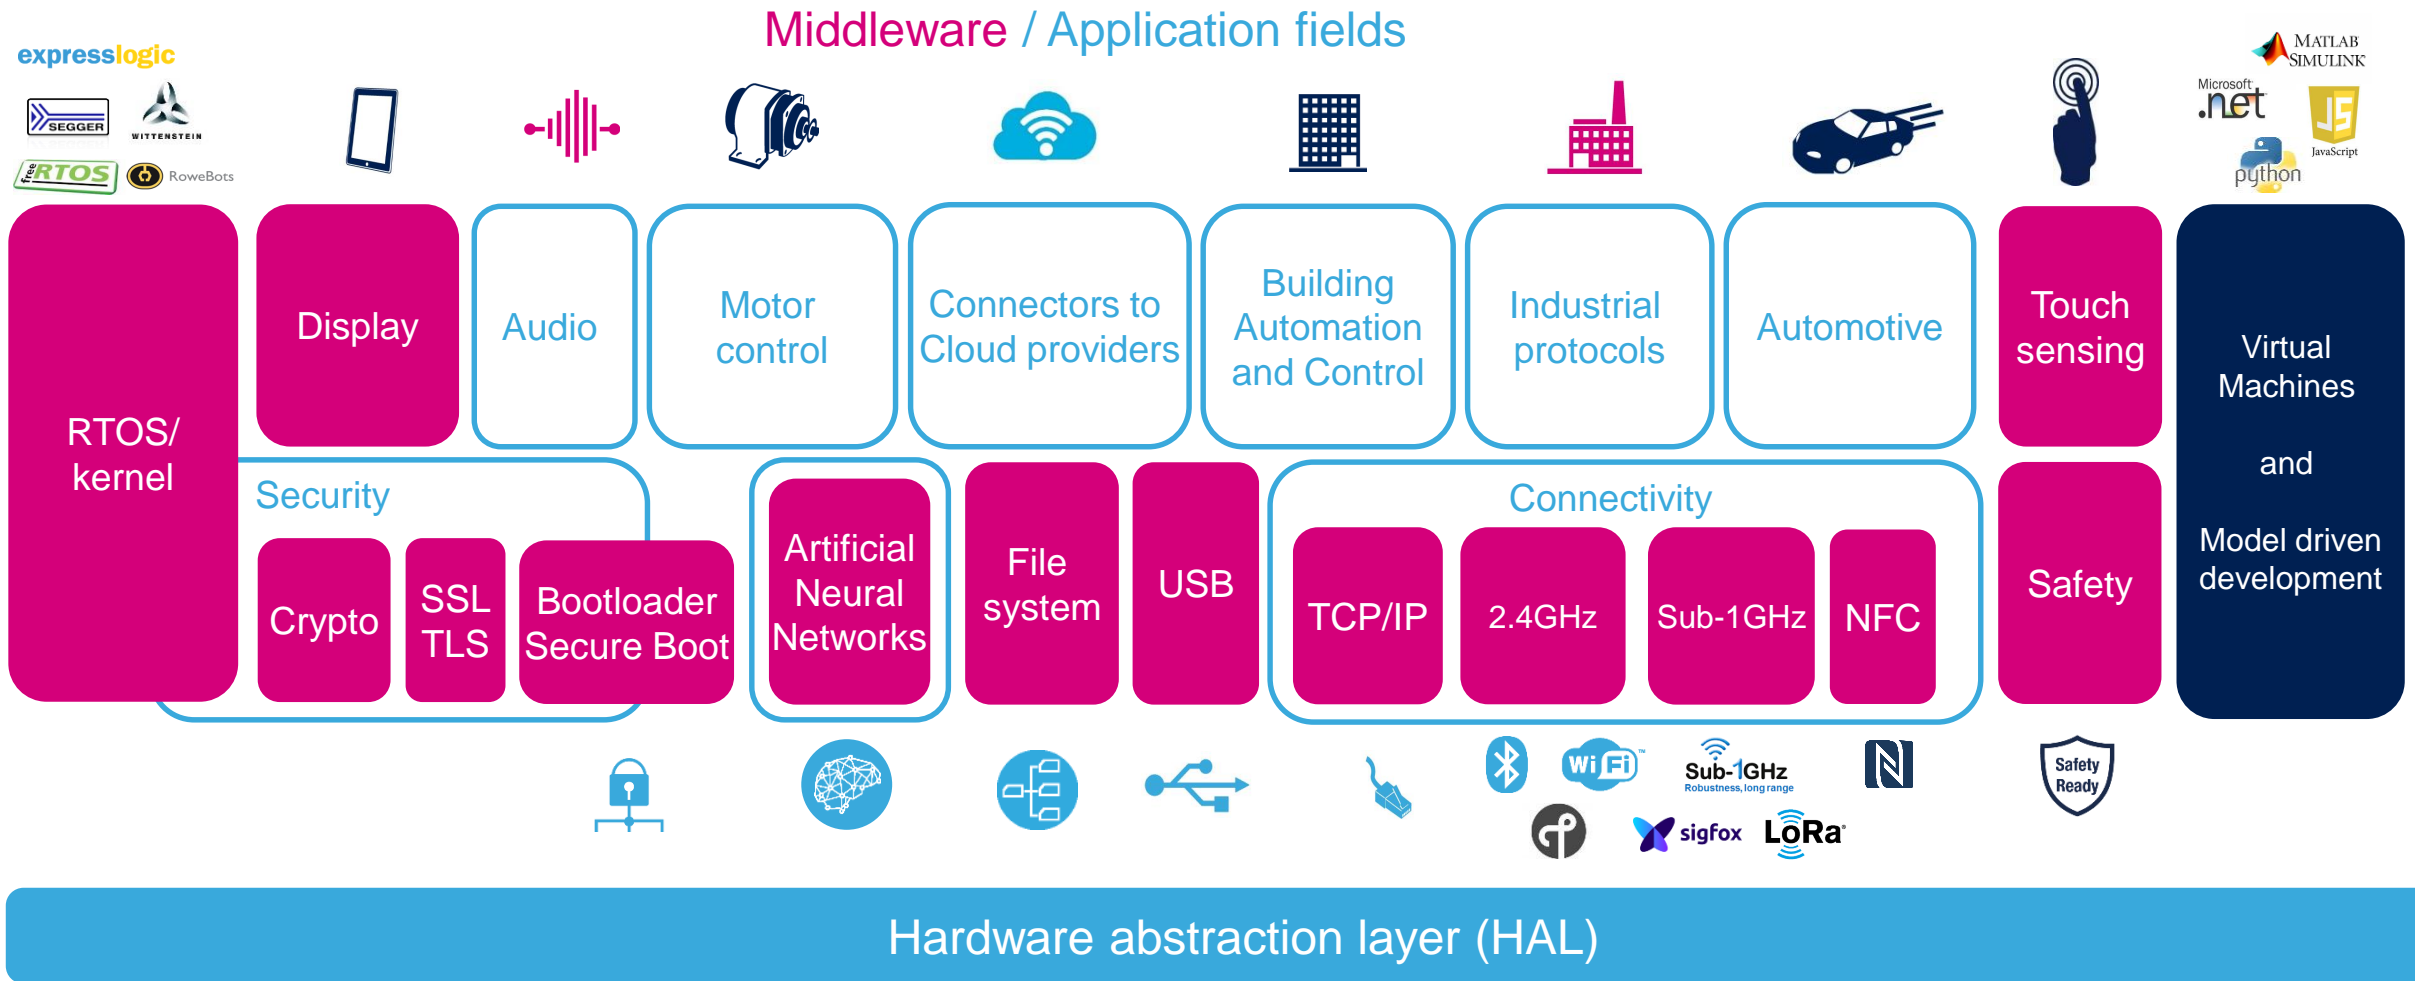 Middleware / Application fields
expresslogic
SEGGER
WITTENSTEIN
free RTOS
RoweBots
MATLAB
SIMULINK
Microsoft
.net
JS
JavaScript
python
RTOS/
kernel
Display
Audio
Motor
control
Connectors to
Cloud providers
Building
Automation
and Control
Industrial
protocols
Automotive
Touch
sensing
Virtual
Machines
and
Model driven
development
Security
Crypto
SSL
TLS
Bootloader
Secure Boot
Artificial
Neural
Networks
File
system
USB
Connectivity
TCP/IP
2.4GHz
Sub-1GHz
NFC
Safety
WiFi™
Sub-1GHz
Robustness, long range
sigfox
LoRa
Safety
Ready
Hardware abstraction layer (HAL)